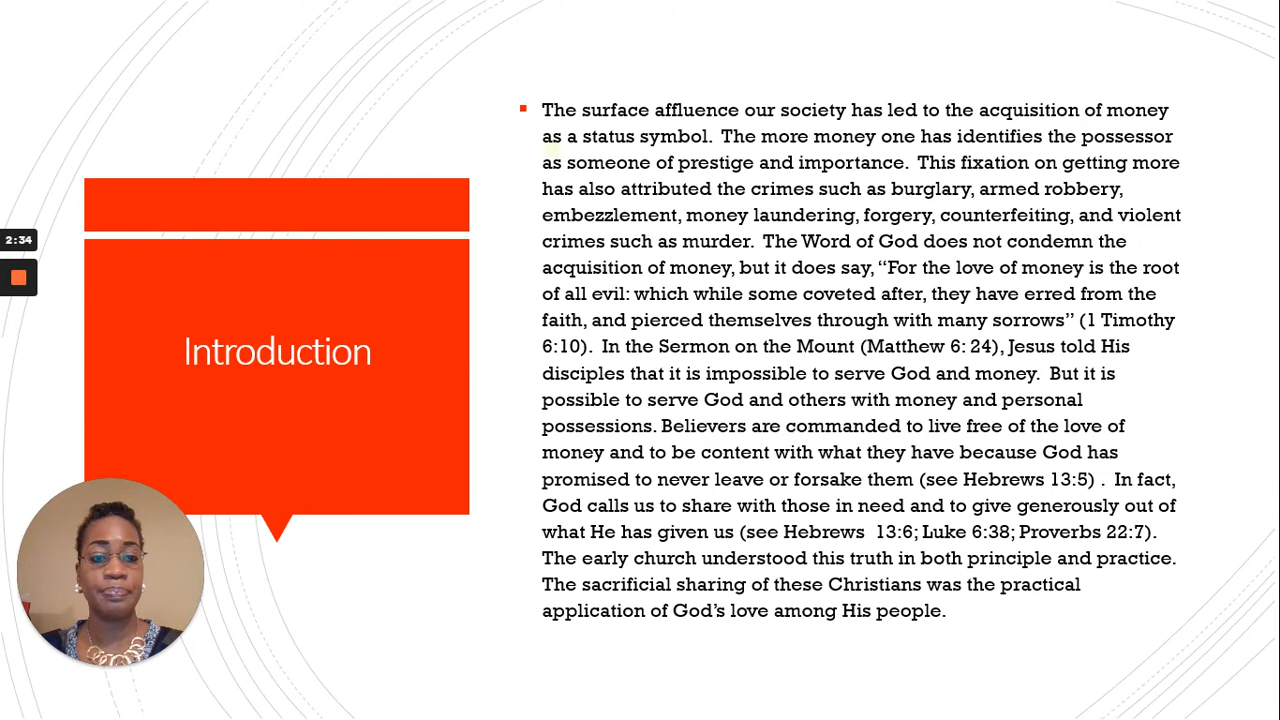 The surface affluence our society has led to the acquisition of money
as a status symbol. The more money one has identifies the possessor
as someone of prestige and importance. This fixation on getting more
has also attributed the crimes such as burglary, armed robbery,
embezzlement, money laundering, forgery, counterfeiting, and violent
crimes such as murder. The Word of God does not condemn the
acquisition of money, but it does say, “For the love of money is the root
of all evil: which while some coveted after, they have erred from the
faith, and pierced themselves through with many sorrows” (1 Timothy
6:10). In the Sermon on the Mount (Matthew 6: 24), Jesus told His
disciples that it is impossible to serve God and money. But it is
possible to serve God and others with money and personal
possessions. Believers are commanded to live free of the love of
money and to be content with what they have because God has
promised to never leave or forsake them (see Hebrews 13:5) . In fact,
God calls us to share with those in need and to give generously out of
what He has given us (see Hebrews 13:6; Luke 6:38; Proverbs 22:7).
The early church understood this truth in both principle and practice.
The sacrificial sharing of these Christians was the practical
application of God’s love among His people.
2:34
Introduction